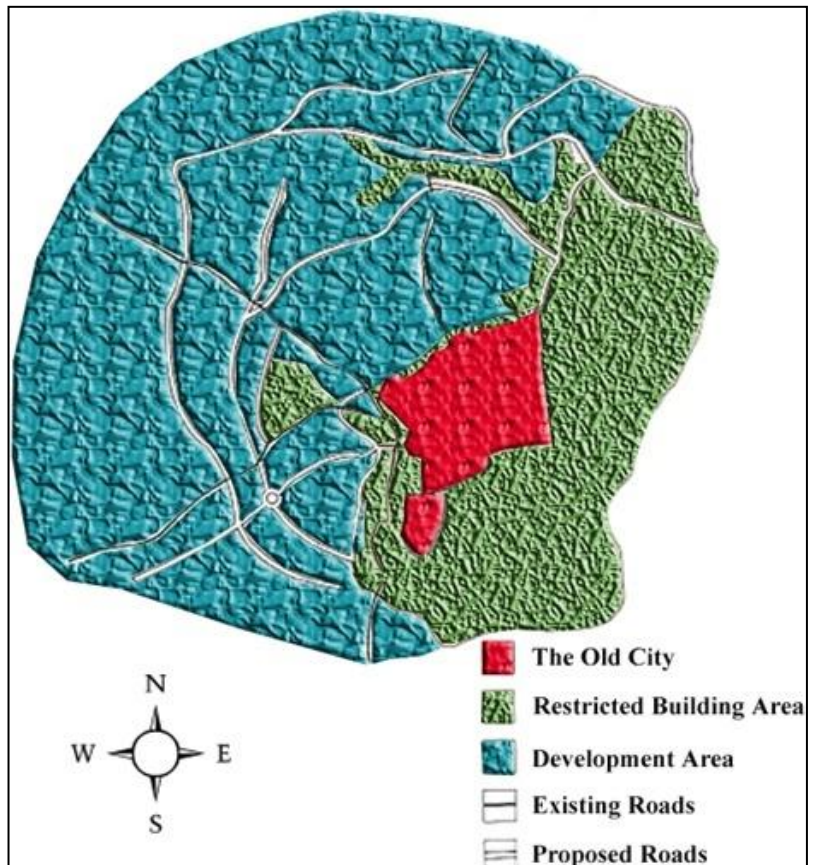 N
W E
S
The Old City
Restricted Building Area
Development Area
Existing Roads
Proposed Roads